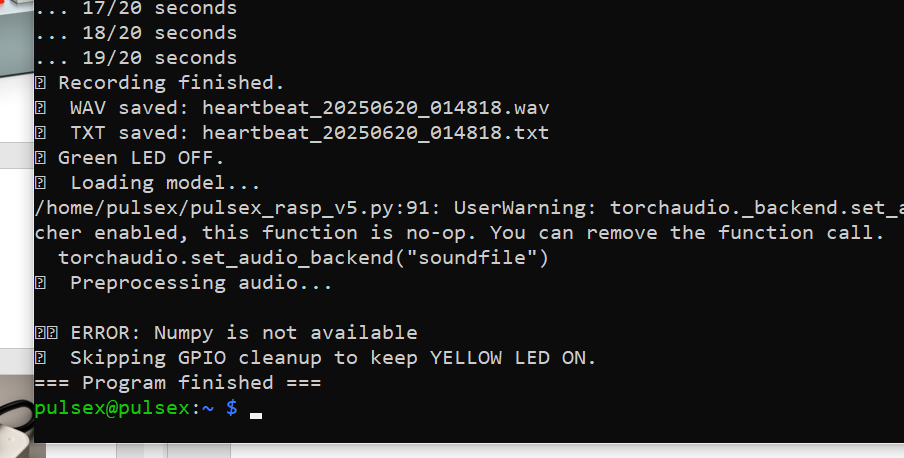 ... 17/20 seconds
... 18/20 seconds
... 19/20 seconds
Recording finished.
WAV saved: heartbeat_20250620_014818.wav
TXT saved: heartbeat_20250620_014818.txt
Green LED OFF.
Loading model...
/home/pulsex/pulsex_rasp_v5.py:91: UserWarning: torchaudio._backend.set_a
cher enabled, this function is no-op. You can remove the function call.
torchaudio.set_audio_backend("soundfile")
Preprocessing audio...
ERROR: Numpy is not available
Skipping GPIO cleanup to keep YELLOW LED ON.
=== Program finished ===
pulsex@pulsex:~ $